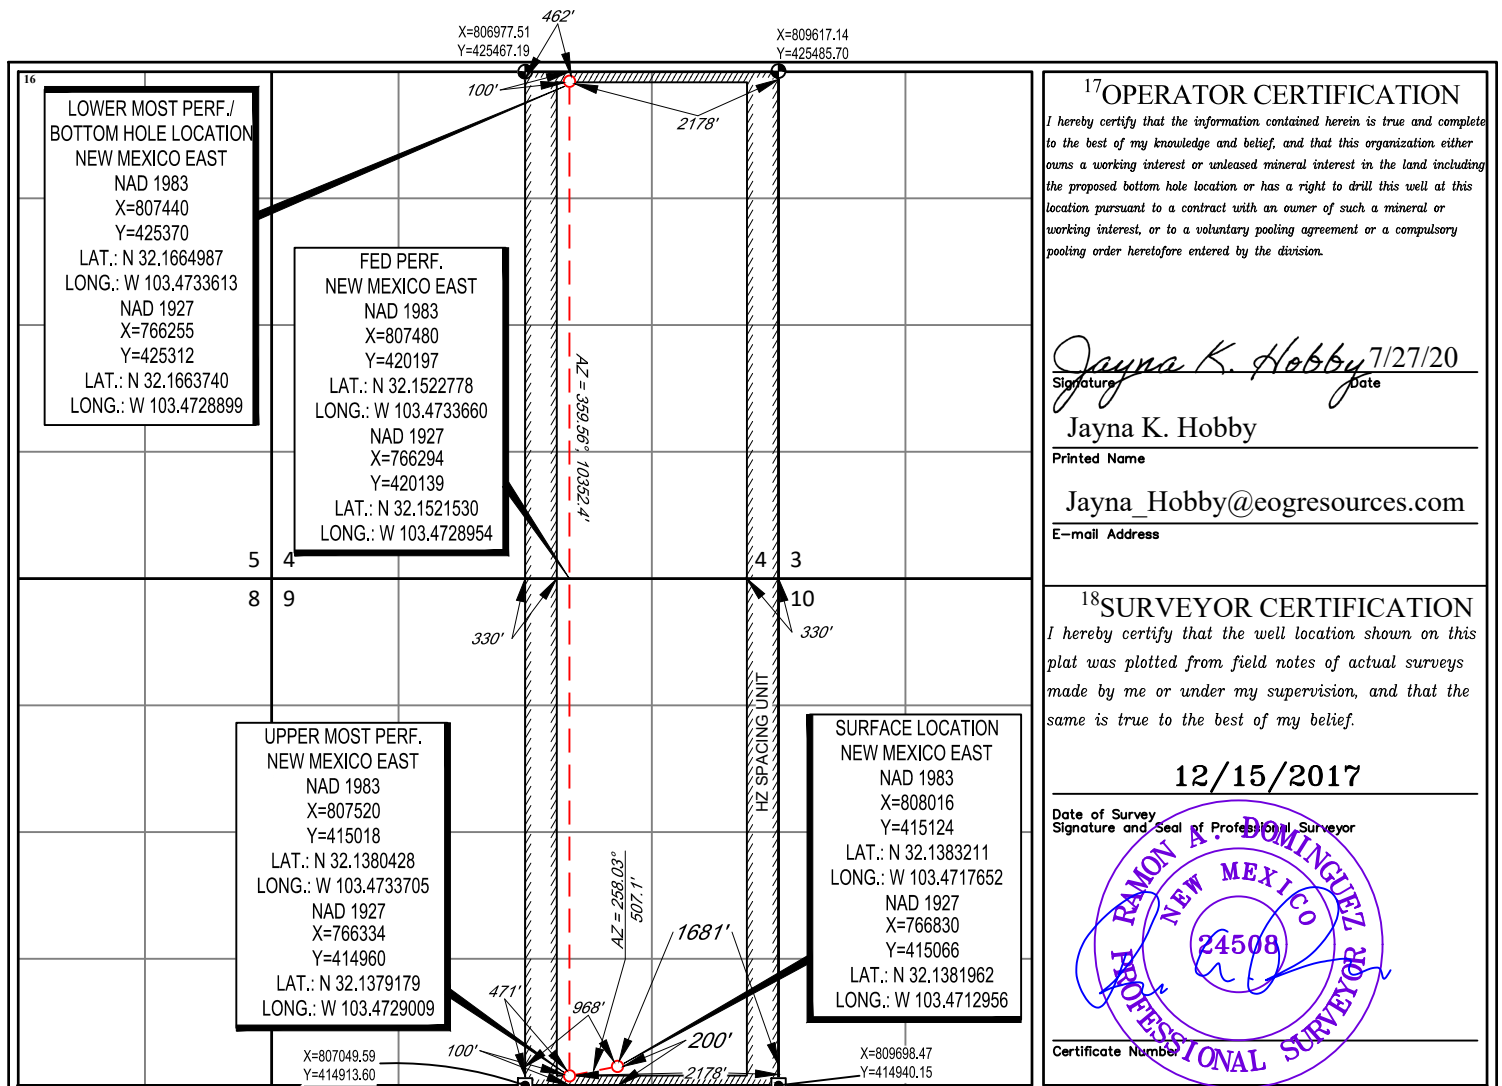 462'
X=806977.51
Y=425467.19
X=809617.14
Y=425485.70
16
100'
2178'
LOWER MOST PERF./
BOTTOM HOLE LOCATION
NEW MEXICO EAST
NAD 1983
X=807440
Y=425370
LAT.: N 32.1664987
LONG.: W 103.4733613
NAD 1927
X=766255
Y=425312
LAT.: N 32.1663740
LONG.: W 103.4728899
FED PERF.
NEW MEXICO EAST
NAD 1983
X=807480
Y=420197
LAT.: N 32.1522778
LONG.: W 103.4733660
NAD 1927
X=766294
Y=420139
LAT.: N 32.1521530
LONG.: W 103.4728954
AZ = 359.56°, 10352.4'
5 4
4 3
8 9
10
330'
330'
HZ SPACING UNIT
UPPER MOST PERF.
NEW MEXICO EAST
NAD 1983
X=807520
Y=415018
LAT.: N 32.1380428
LONG.: W 103.4733705
NAD 1927
X=766334
Y=414960
LAT.: N 32.1379179
LONG.: W 103.4729009
SURFACE LOCATION
NEW MEXICO EAST
NAD 1983
X=808016
Y=415124
LAT.: N 32.1383211
LONG.: W 103.4717652
NAD 1927
X=766830
Y=415066
LAT.: N 32.1381962
LONG.: W 103.4712956
AZ = 258.03°
507.1'
1681'
471'
968'
200'
100'
2178'
X=807049.59
Y=414913.60
X=809698.47
Y=414940.15
17OPERATOR CERTIFICATION
I hereby certify that the information contained herein is true and complete
to the best of my knowledge and belief, and that this organization either
owns a working interest or unleased mineral interest in the land including
the proposed bottom hole location or has a right to drill this well at this
location pursuant to a contract with an owner of such a mineral or
working interest, or to a voluntary pooling agreement or a compulsory
pooling order heretofore entered by the division.
Jayna K. Hobby 7/27/20
Signature Date
Jayna K. Hobby
Printed Name
Jayna_Hobby@eogresources.com
E-mail Address
18SURVEYOR CERTIFICATION
I hereby certify that the well location shown on this
plat was plotted from field notes of actual surveys
made by me or under my supervision, and that the
same is true to the best of my belief.
12/15/2017
Date of Survey
Signature and Seal of Professional Surveyor
RAMON A. DOMINGUEZ
NEW MEXICO
24508
PROFESSIONAL SURVEYOR
Certificate Number